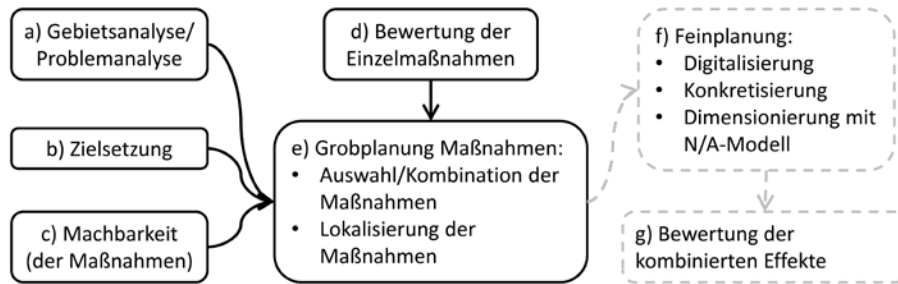 a) Gebietsanalyse/
Problemanalyse
b) Zielsetzung
c) Machbarkeit
(der Maßnahmen)
d) Bewertung der
Einzelmaßnahmen
e) Grobplanung Maßnahmen:
• Auswahl/Kombination der
Maßnahmen
• Lokalisierung der
Maßnahmen
f) Feinplanung:
• Digitalisierung
• Konkretisierung
• Dimensionierung mit
N/A-Modell
g) Bewertung der
kombinierten Effekte